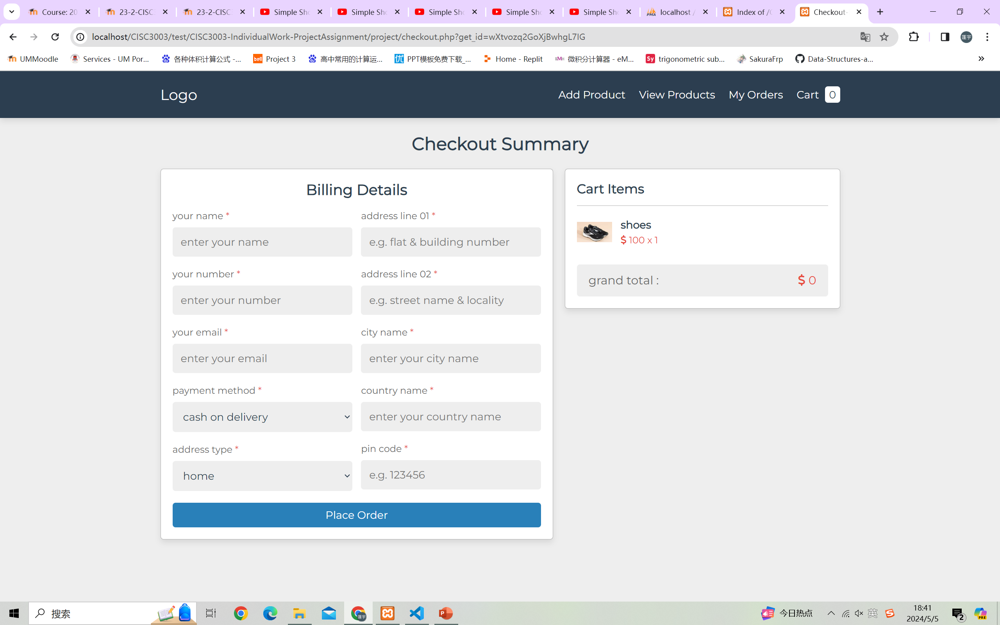 Course: 20
23-2-CISC
23-2-CISC
Simple Sh
Simple Sh
Simple Sh
Simple Sh
Simple Sh
localhost /
Index of /
Checkout-
localhost/CISC3003/test/CISC3003-IndividualWork-ProjectAssignment/project/checkout.php?get_id=wXtvozq2GoXjBwhgL7IG
UMMoodle
Services - UM Por...
各种体积计算公式 -...
bell Project 3
高中常用的计算运...
优 PPT模板免费下载_...
Home - Replit
微积分计算器 - eM...
Sy trigonometric sub...
SakuraFrp
Data-Structures-a...
Logo
Add Product
View Products
My Orders
Cart 0
Checkout Summary
Billing Details
your name *
enter your name
address line 01 *
e.g. flat & building number
your number *
enter your number
address line 02 *
e.g. street name & locality
your email *
enter your email
city name *
enter your city name
payment method *
cash on delivery
country name *
enter your country name
address type *
home
pin code *
e.g. 123456
Place Order
Cart Items
shoes
$ 100 x 1
grand total :
$ 0
搜索
今日热点
英
18:41
2024/5/5
2
PRE